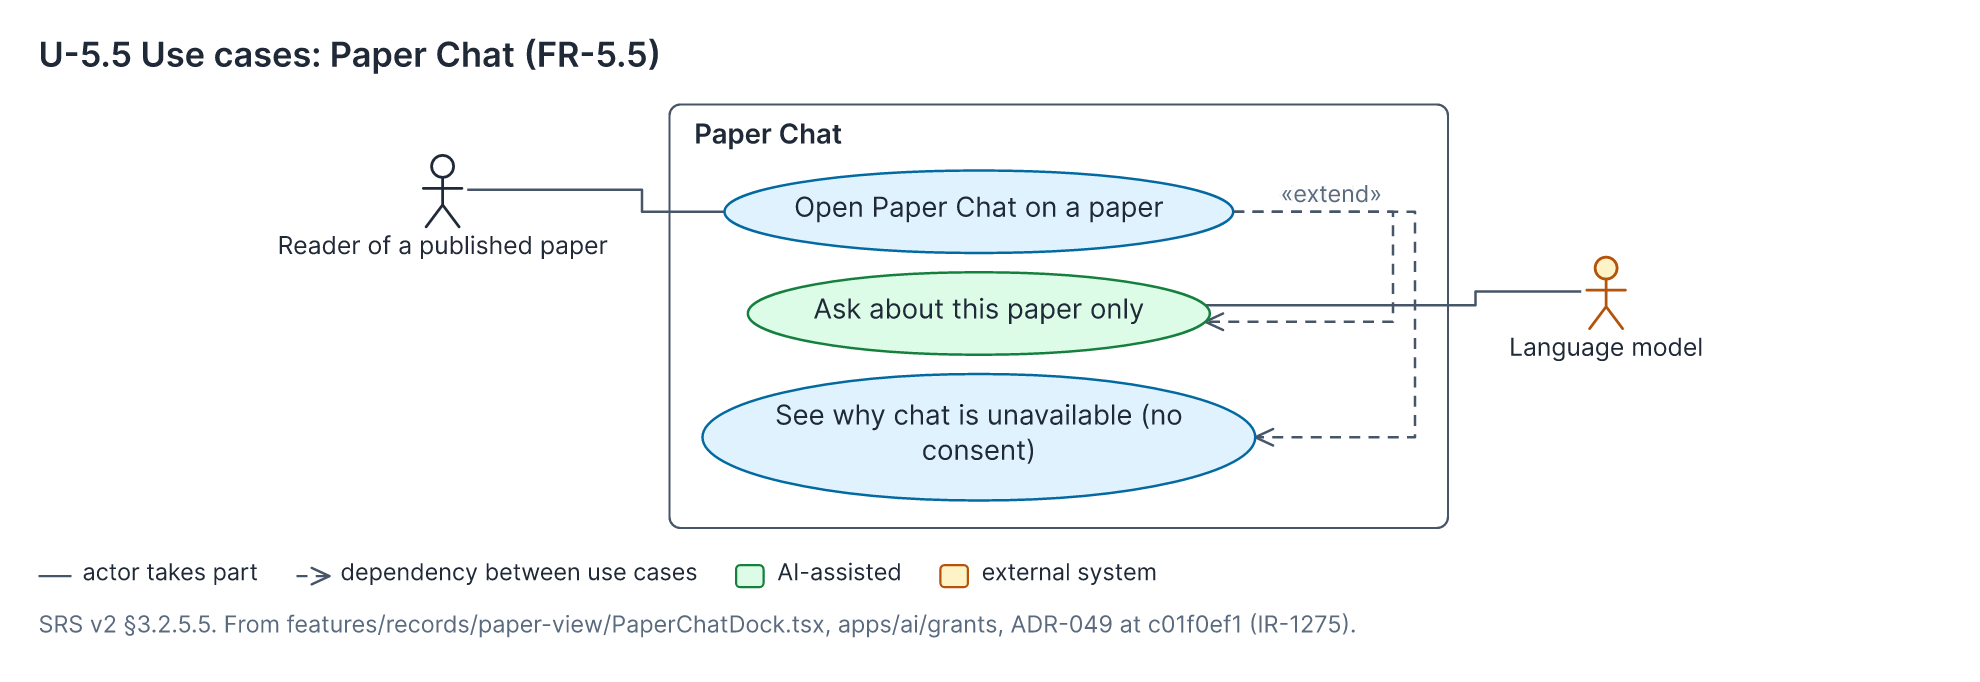 U-5.5 Use cases: Paper Chat (FR-5.5)
Paper Chat
Open Paper Chat on a paper
«extend»
Reader of a published paper
Ask about this paper only
Language model
See why chat is unavailable (no
consent)
actor takes part
dependency between use cases
AI-assisted
external system
SRS v2 §3.2.5.5. From features/records/paper-view/PaperChatDock.tsx, apps/ai/grants, ADR-049 at c01f0ef1 (IR-1275).